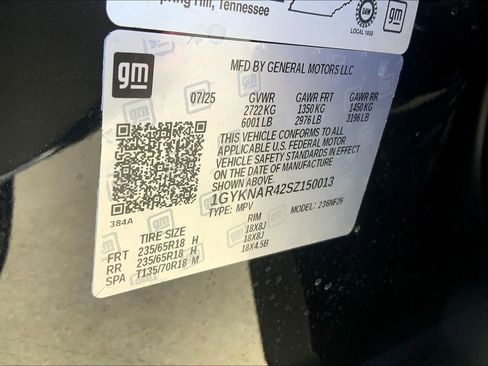 Spring Hill, Tennessee
UAW
LOCAL 1853
gm
gm
MFD BY GENERAL MOTORS LLC
07/25 GVWR GAWR FRT GAWR RR
2722 KG 1350 KG 1450 KG
6001 LB 2976 LB 3196 LB
THIS VEHICLE CONFORMS TO ALL
APPLICABLE U.S. FEDERAL MOTOR
VEHICLE SAFETY STANDARDS IN
EFFECT ON THE DATE OF MANUFACTURE
SHOWN ABOVE.
1GYKNAR42SZ150013
TYPE: MPV MODEL: 236NF26
384A
TIRE SIZE RIM
FRT 235/65R18 H 18X8J
RR 235/65R18 H 18X8J
SPA T135/70R18 M 18X4.5B